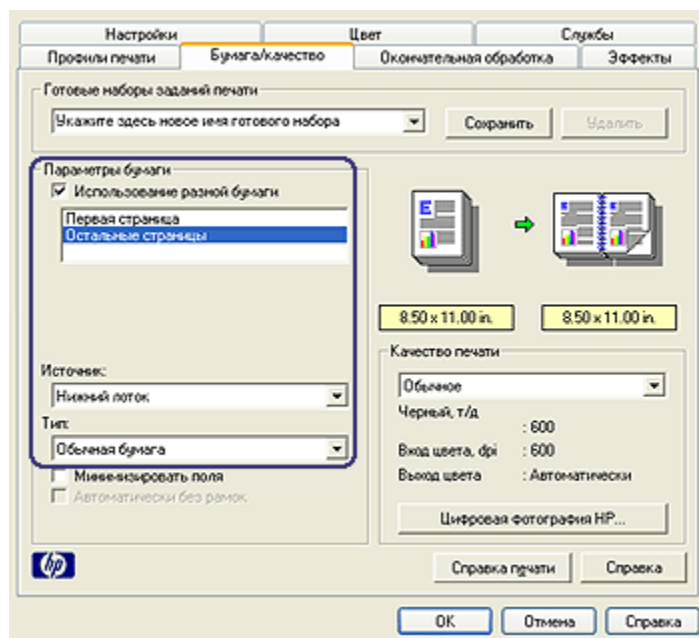 Настройки
Цвет
Службы
Профили печати
Бумага/качество
Окончательная обработка
Эффекты
Готовые наборы заданий печати
Укажите здесь новое имя готового набора
Сохранить
Удалить
Параметры бумаги
Использование разной бумаги
Первая страница
Остальные страницы
8.50 x 11.00 in.
8.50 x 11.00 in.
Источник:
Нижний лоток
Тип:
Обычная бумага
Минимизировать поля
Автоматически без рамок
Качество печати
Обычное
Черный, т/д
: 600
Вход цвета, dpi : 600
Выход цвета : Автоматически
Цифровая фотография HP...
hp
Справка печати
Справка
OK
Отмена
Справка